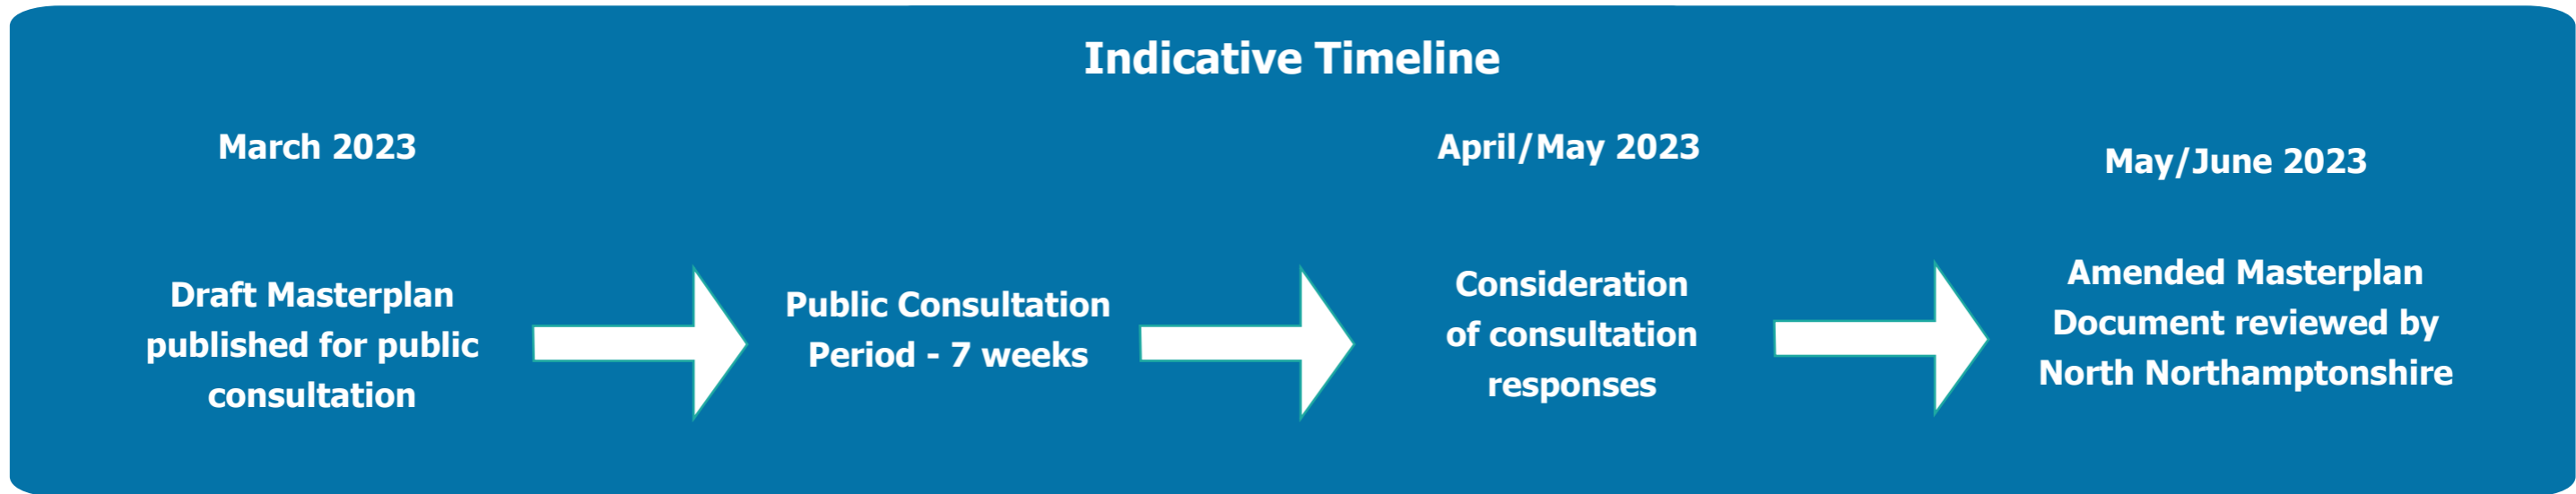 Indicative Timeline
March 2023
Draft Masterplan
published for public
consultation
Public Consultation
Period - 7 weeks
April/May 2023
Consideration
of consultation
responses
May/June 2023
Amended Masterplan
Document reviewed by
North Northamptonshire